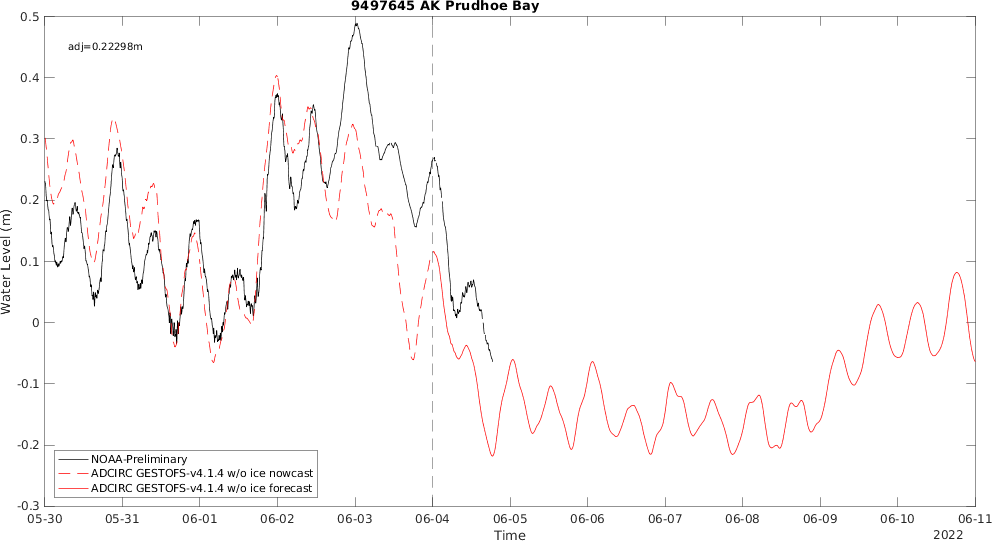 9497645 AK Prudhoe Bay
adj=0.22298m
Water Level (m)
0.5
0.4
0.3
0.2
0.1
0
-0.1
-0.2
-0.3
NOAA-Preliminary
ADCIRC GESTOFS-v4.1.4 w/o ice nowcast
ADCIRC GESTOFS-v4.1.4 w/o ice forecast
05-30 05-31 06-01 06-02 06-03 06-04 06-05 06-06 06-07 06-08 06-09 06-10 06-11
Time
2022